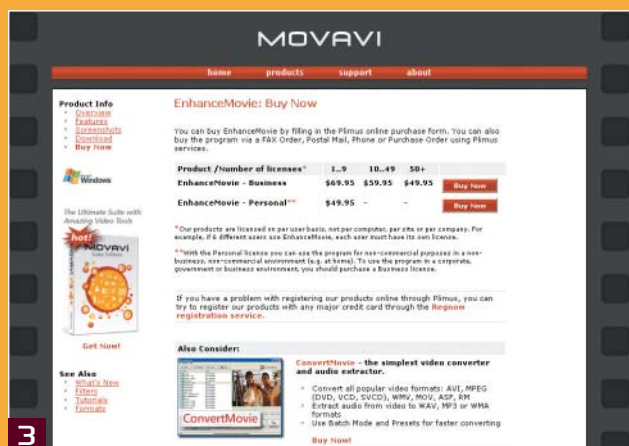 MOVAVI
home products support about
Product Info
Overview
Features
Screenshots
Download
Buy Now
Windows
The Ultimate Suite with
Amazing Video Tools
hot!
MOVAVI
Suite Edition
Get Now!
See Also
What's New
Filters
Tutorials
Formats
EnhanceMovie: Buy Now
You can buy EnhanceMovie by filling in the Plimus online purchase form. You can also
buy the program via a FAX Order, Postal Mail, Phone or Purchase Order using Plimus
services.
Product /Number of licenses* 1..9 10..49 50+
EnhanceMovie - Business $69.95 $59.95 $49.95 Buy Now
EnhanceMovie - Personal** $49.95 - - Buy Now
*Our products are licensed on per user basis, not per computer, per site or per company. For
example, if 6 different users use EnhanceMovie, each user must have its own license.
**With the Personal license you can use the program for non-commercial purposes in a non-
business, non-commercial environment (e.g. at home). To use the program in a corporate,
government or business environment, you should purchase a Business license.
If you have a problem with registering our products online through Plimus, you can
try to register our products with any major credit card through the Regnow
registration service.
Also Consider:
ConvertMovie
ConvertMovie - the simplest video converter
and audio extractor.
Convert all popular video formats: AVI, MPEG
(DVD, VCD, SVCD), WMV, MOV, ASF, RM
Extract audio from video to WAV, MP3 or WMA
formats
Use Batch Mode and Presets for faster converting
Buy Now!
3